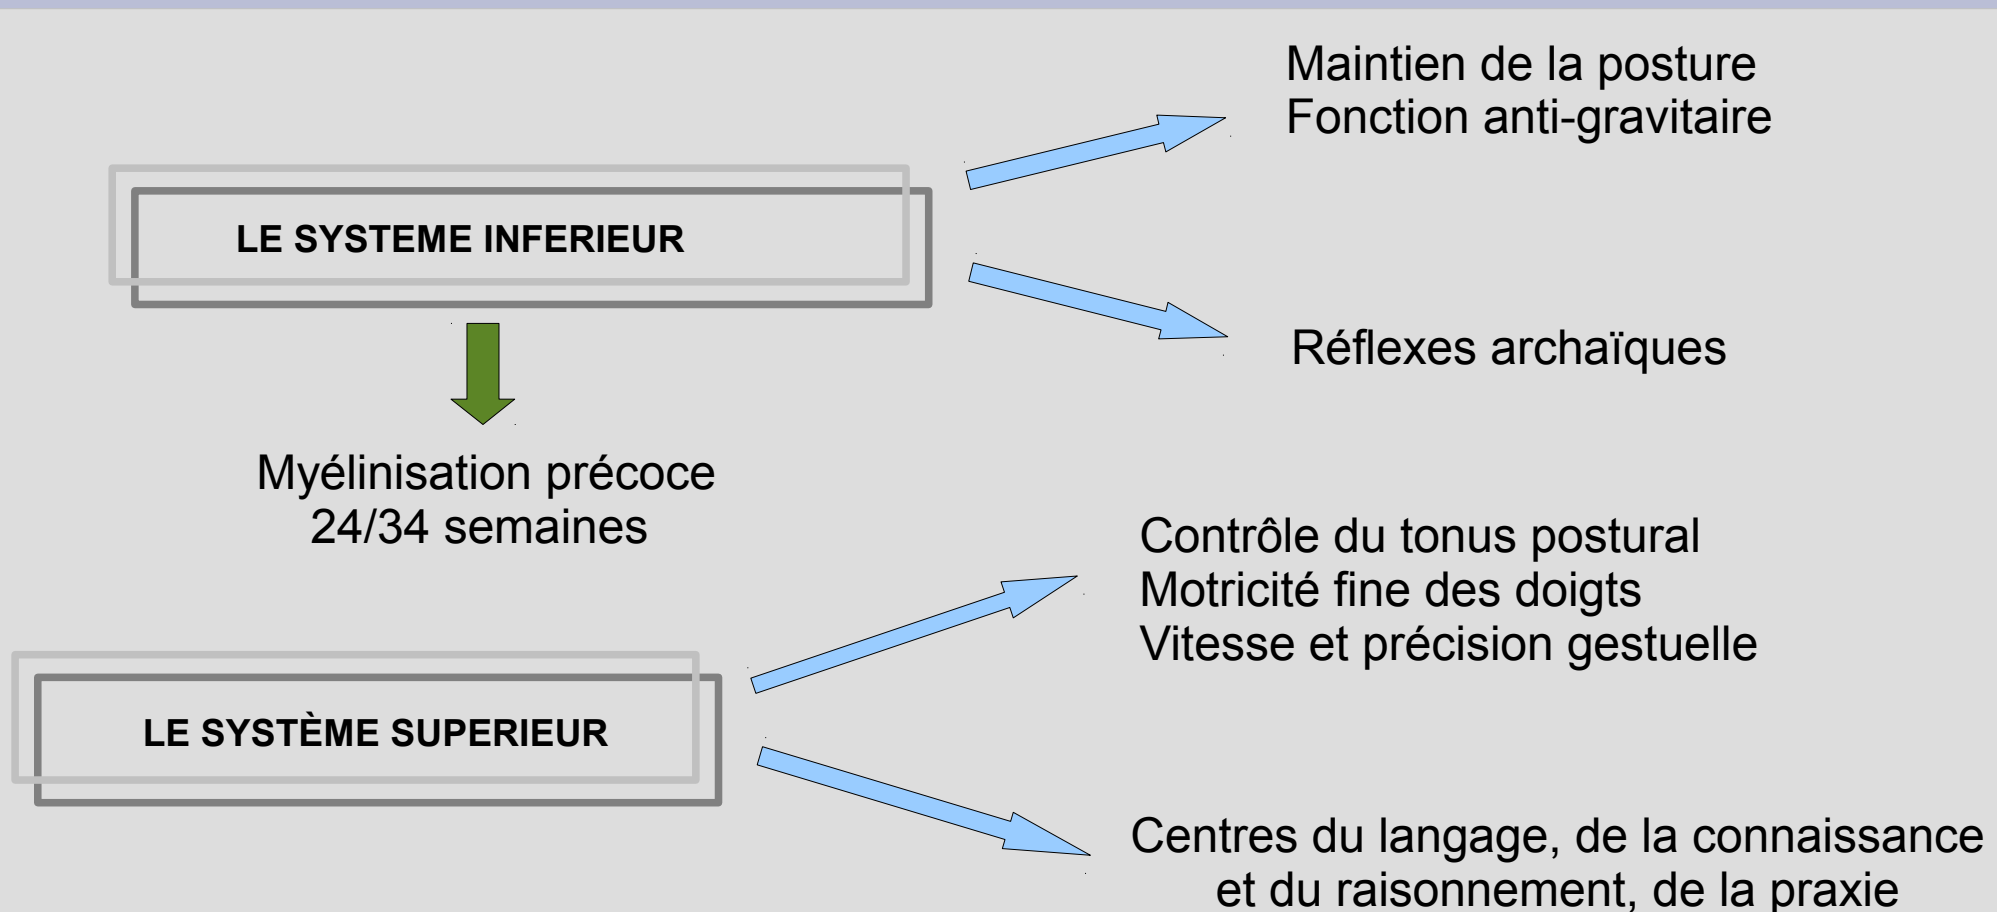 Maintien de la posture
Fonction anti-gravitaire
LE SYSTEME INFERIEUR
Réflexes archaïques
Myélinisation précoce
24/34 semaines
Contrôle du tonus postural
Motricité fine des doigts
Vitesse et précision gestuelle
LE SYSTÈME SUPERIEUR
Centres du langage, de la connaissance
et du raisonnement, de la praxie